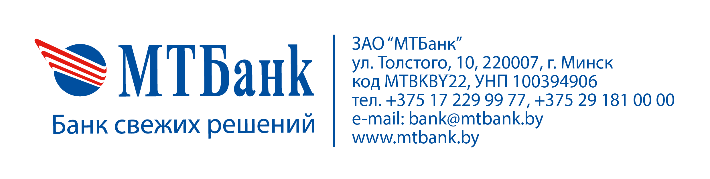 МТБанк
Банк свежих решений
ЗАО “МТБанк”
ул. Толстого, 10, 220007, г. Минск
код MTBKBY22, УНП 100394906
тел. +375 17 229 99 77, +375 29 181 00 00
e-mail: bank@mtbank.by
www.mtbank.by